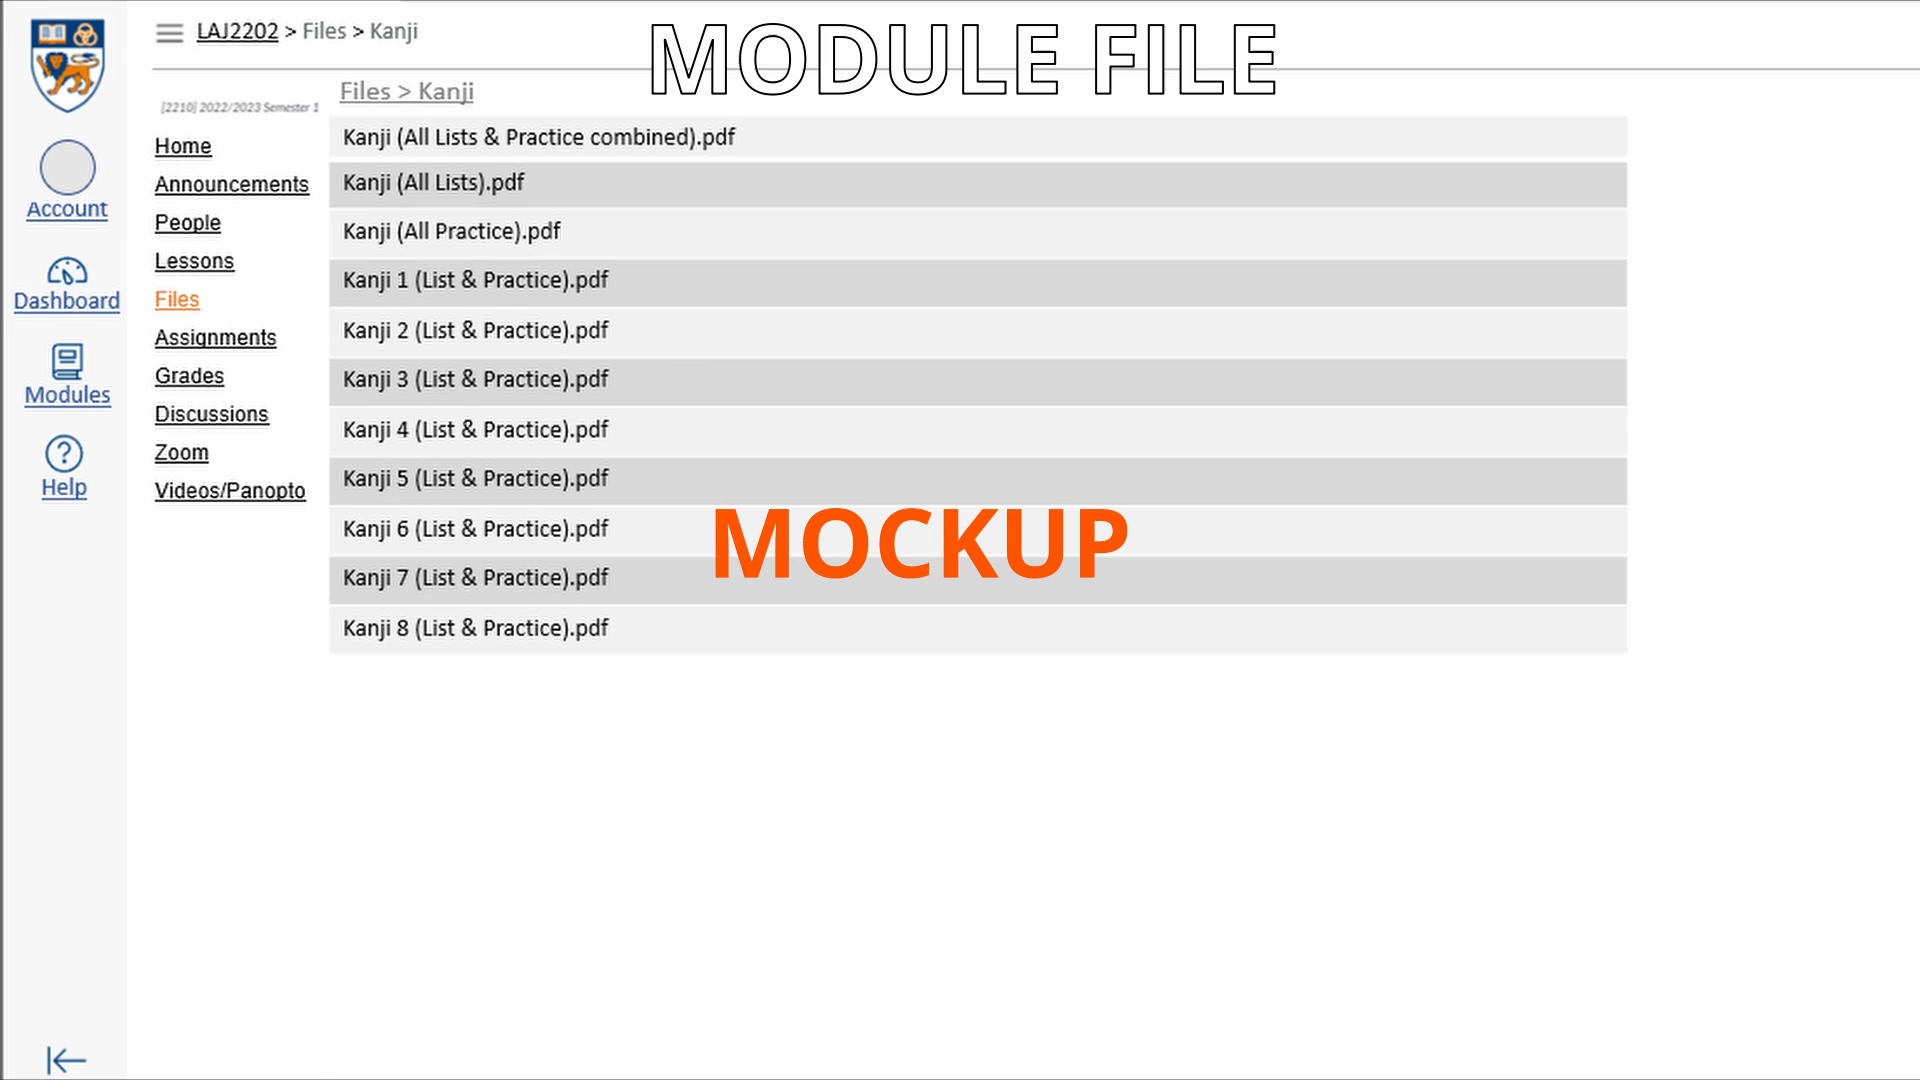 MODULE FILE
LAJ2202 > Files > Kanji
Files > Kanji
[2210] 2022/2023 Semester 1
Account
Dashboard
Modules
Help
Home
Announcements
People
Lessons
Files
Assignments
Grades
Discussions
Zoom
Videos/Panopto
Kanji (All Lists & Practice combined).pdf
Kanji (All Lists).pdf
Kanji (All Practice).pdf
Kanji 1 (List & Practice).pdf
Kanji 2 (List & Practice).pdf
Kanji 3 (List & Practice).pdf
Kanji 4 (List & Practice).pdf
Kanji 5 (List & Practice).pdf
Kanji 6 (List & Practice).pdf
Kanji 7 (List & Practice).pdf
Kanji 8 (List & Practice).pdf
MOCKUP